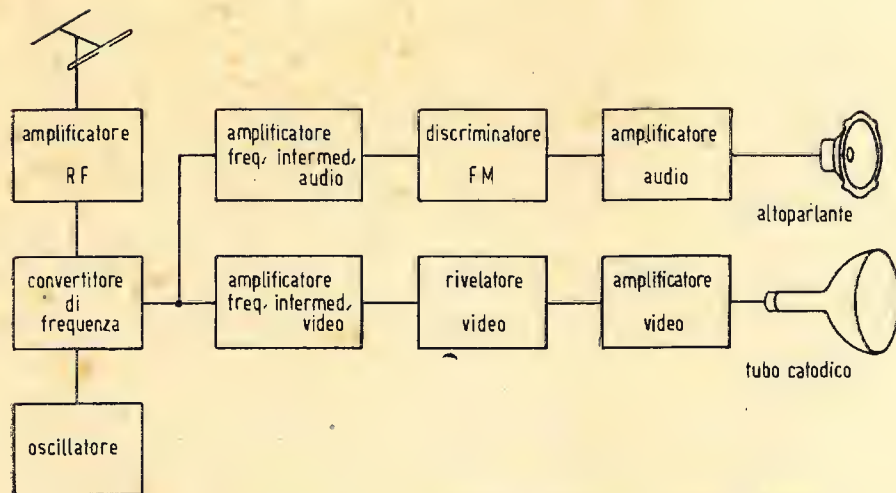 amplificatore
RF
amplificatore
freq. intermed.
audio
discriminatore
FM
amplificatore
audio
altoparlante
convertitore
di
frequenza
amplificatore
freq. intermed.
video
rivelatore
video
amplificatore
video
tubo catodico
oscillatore